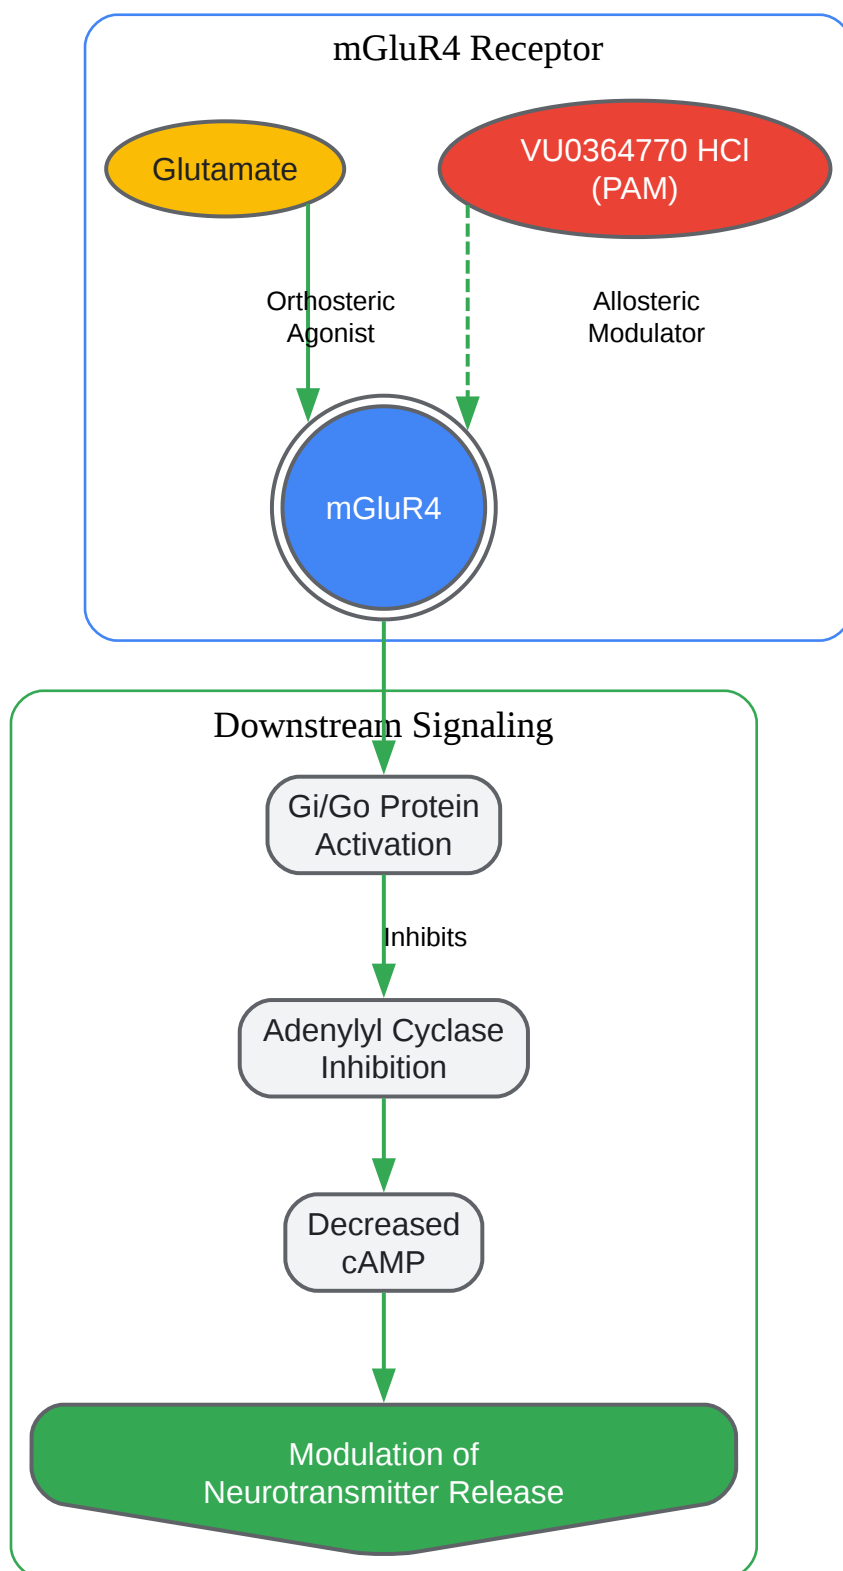 mGluR4 Receptor
Glutamate
VU0364770 HCl
(PAM)
Orthosteric
Agonist
Allosteric
Modulator
mGluR4
Downstream Signaling
Gi/Go Protein
Activation
Inhibits
Adenylyl Cyclase
Inhibition
Decreased
cAMP
Modulation of
Neurotransmitter Release